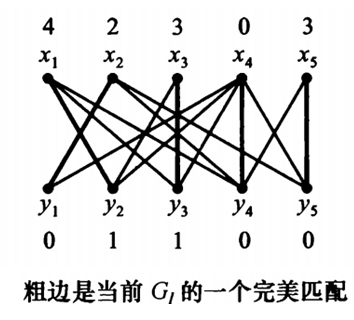 4 2 3 0 3
x₁ x₂ x₃ x₄ x₅
y₁ y₂ y₃ y₄ y₅
0 1 1 0 0
粗边是当前 Gₗ 的一个完美匹配